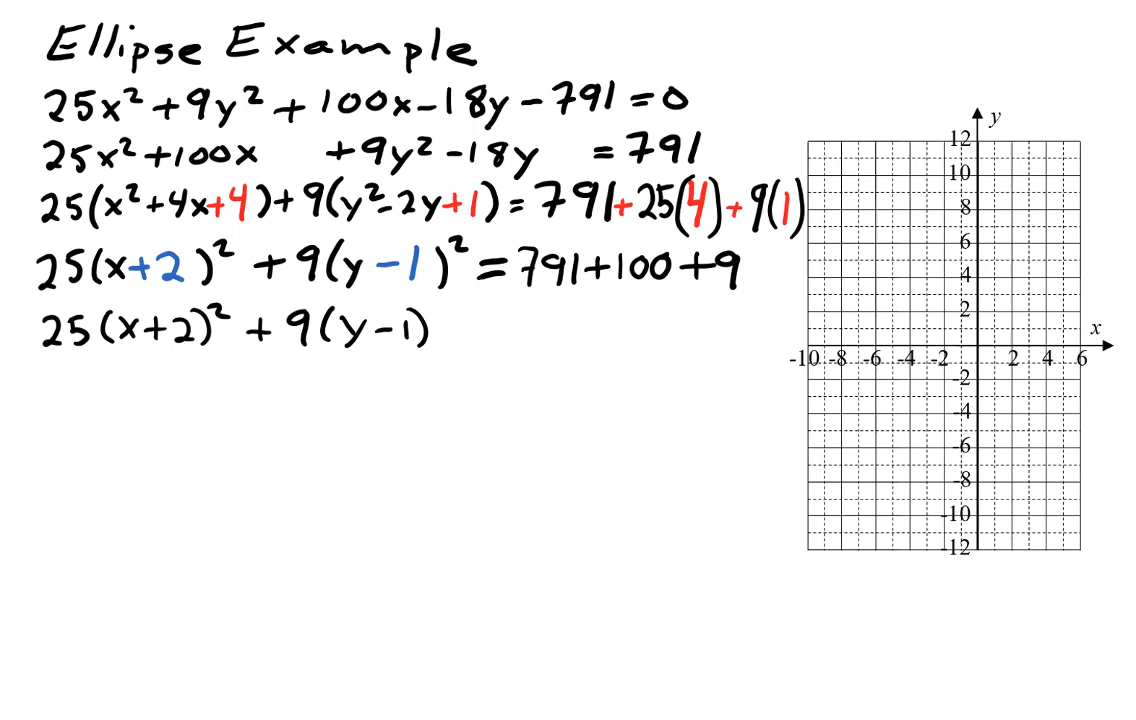 Ellipse Example
25x² + 9y² + 100x - 18y - 791 = 0
25x² + 100x + 9y² - 18y = 791
25(x² + 4x + 4) + 9(y² - 2y + 1) = 791 + 25(4) + 9(1)
25(x + 2)² + 9(y - 1)² = 791 + 100 + 9
25(x + 2)² + 9(y - 1)
y
12
10
8
6
4
2
x
-10 -8 -6 -4 -2 2 4 6
-2
-4
-6
-8
-10
-12